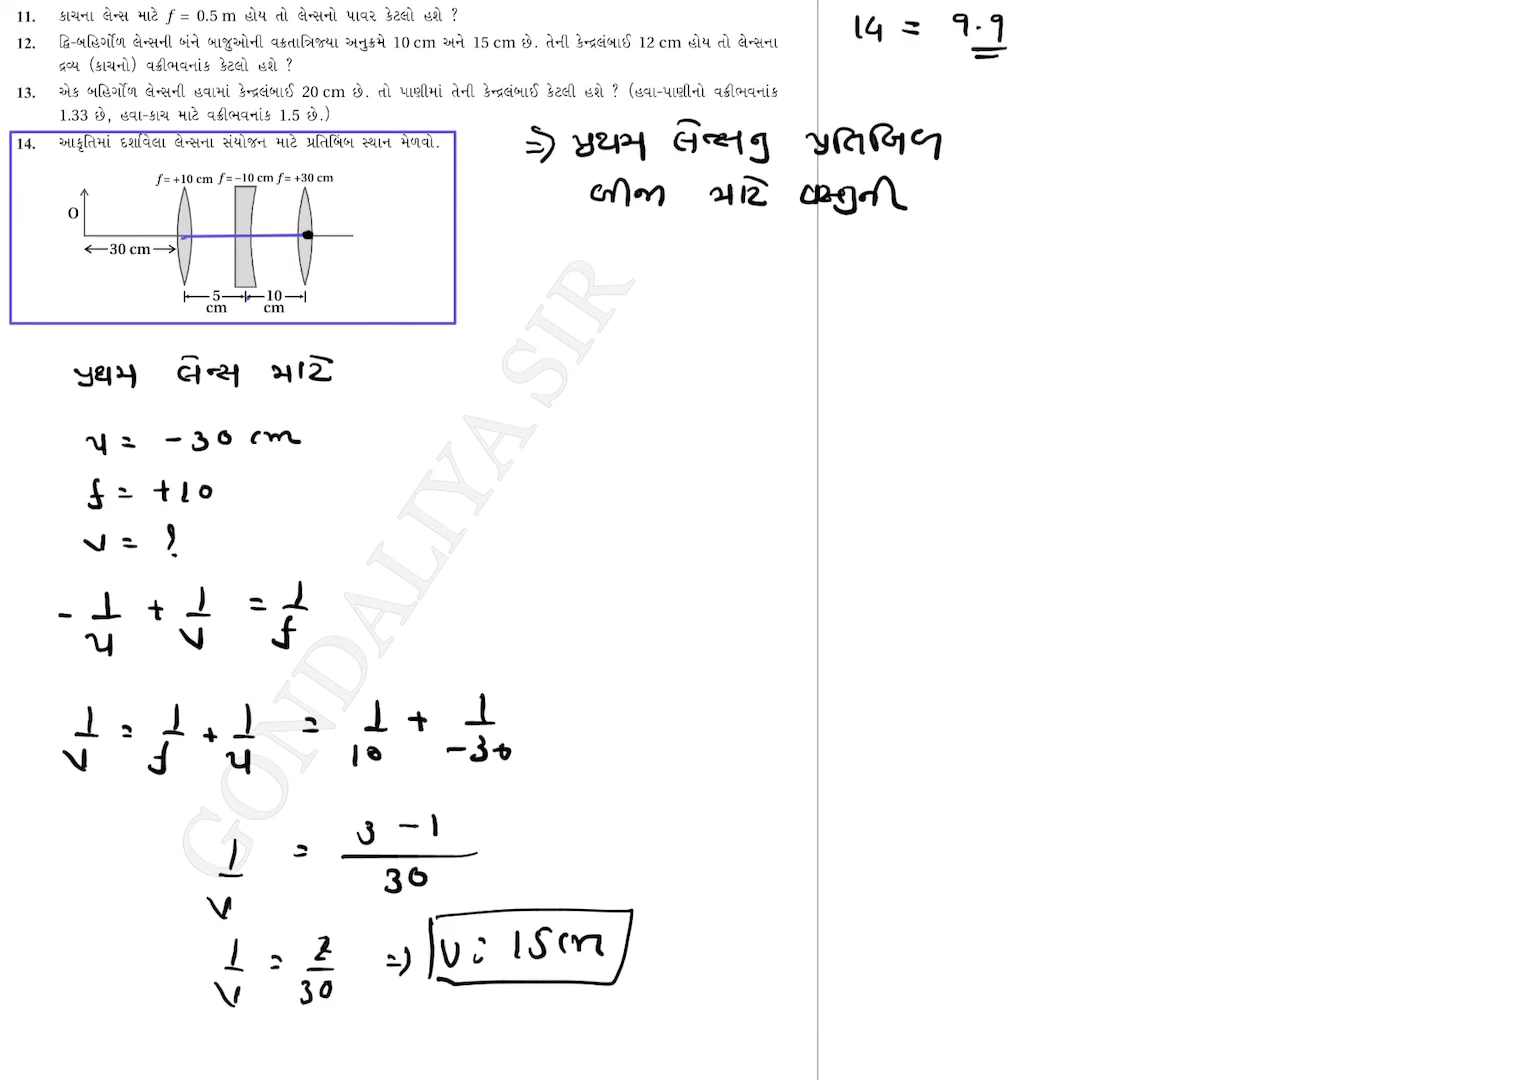 11. કાચના લેન્સ માટે f = 0.5 m હોય તો લેન્સનો પાવર કેટલો હશે ?
12. દ્વિ-બહિર્ગોળ લેન્સની બંને બાજુઓની વક્રતાત્રિજ્યા અનુક્રમે 10 cm અને 15 cm છે. તેની કેન્દ્રલંબાઈ 12 cm હોય તો લેન્સના
દ્રવ્ય (કાચનો) વક્રીભવનાંક કેટલો હશે ?
13. એક બહિર્ગોળ લેન્સની હવામાં કેન્દ્રલંબાઈ 20 cm છે. તો પાણીમાં તેની કેન્દ્રલંબાઈ કેટલી હશે ? (હવા-પાણીનો વક્રીભવનાંક
1.33 છે, હવા-કાચ માટે વક્રીભવનાંક 1.5 છે.)
14. આકૃતિમાં દર્શાવેલા લેન્સના સંયોજન માટે પ્રતિબિંબ સ્થાન મેળવો.
f = +10 cm f = −10 cm f = +30 cm
O
30 cm
5 cm
10 cm
પ્રથમ લેન્સ માટે
u = - 30 cm
f = +10
v = ?
- 1/u + 1/v = 1/f
1/v = 1/f + 1/u = 1/10 + 1/-30
1/v = 3 - 1/30
1/v = 2/30 ⇒ v = 15 cm
14 = 9.9
⇒ પ્રથમ લેન્સનુ પ્રતિબિંબ
બીજા માટે વસ્તુની
GONDALIYA SIR